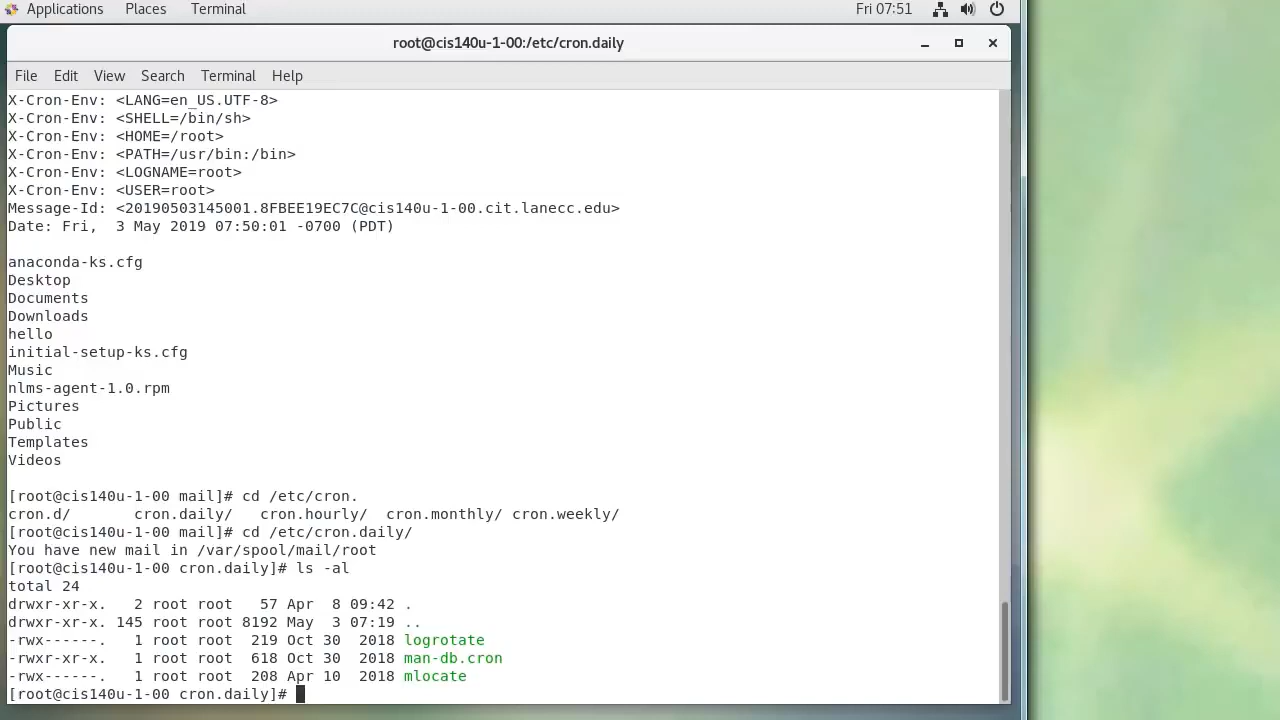 Applications Places Terminal Fri 07:51
root@cis140u-1-00:/etc/cron.daily
File Edit View Search Terminal Help
X-Cron-Env: <LANG=en_US.UTF-8>
X-Cron-Env: <SHELL=/bin/sh>
X-Cron-Env: <HOME=/root>
X-Cron-Env: <PATH=/usr/bin:/bin>
X-Cron-Env: <LOGNAME=root>
X-Cron-Env: <USER=root>
Message-Id: <20190503145001.8FBEE19EC7C@cis140u-1-00.cit.lanecc.edu>
Date: Fri,  3 May 2019 07:50:01 -0700 (PDT)
anaconda-ks.cfg
Desktop
Documents
Downloads
hello
initial-setup-ks.cfg
Music
nlms-agent-1.0.rpm
Pictures
Public
Templates
Videos
[root@cis140u-1-00 mail]# cd /etc/cron.
cron.d/       cron.daily/   cron.hourly/  cron.monthly/ cron.weekly/
[root@cis140u-1-00 mail]# cd /etc/cron.daily/
You have new mail in /var/spool/mail/root
[root@cis140u-1-00 cron.daily]# ls -al
total 24
drwxr-xr-x.   2 root root   57 Apr  8 09:42 .
drwxr-xr-x. 145 root root 8192 May  3 07:19 ..
-rwx------.   1 root root  219 Oct 30  2018 logrotate
-rwxr-xr-x.   1 root root  618 Oct 30  2018 man-db.cron
-rwx------.   1 root root  208 Apr 10  2018 mlocate
[root@cis140u-1-00 cron.daily]#